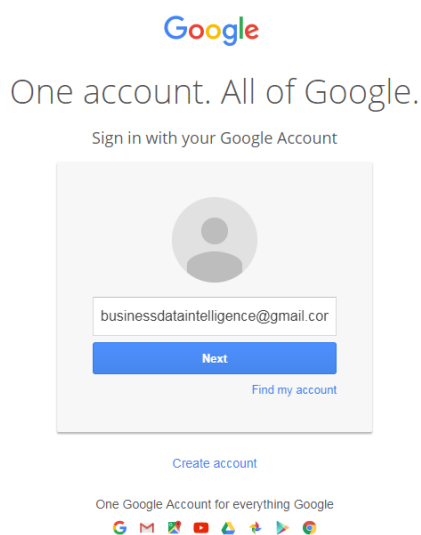 Google
One account. All of Google.
Sign in with your Google Account
businessdataintelligence@gmail.cor
Next
Find my account
Create account
One Google Account for everything Google